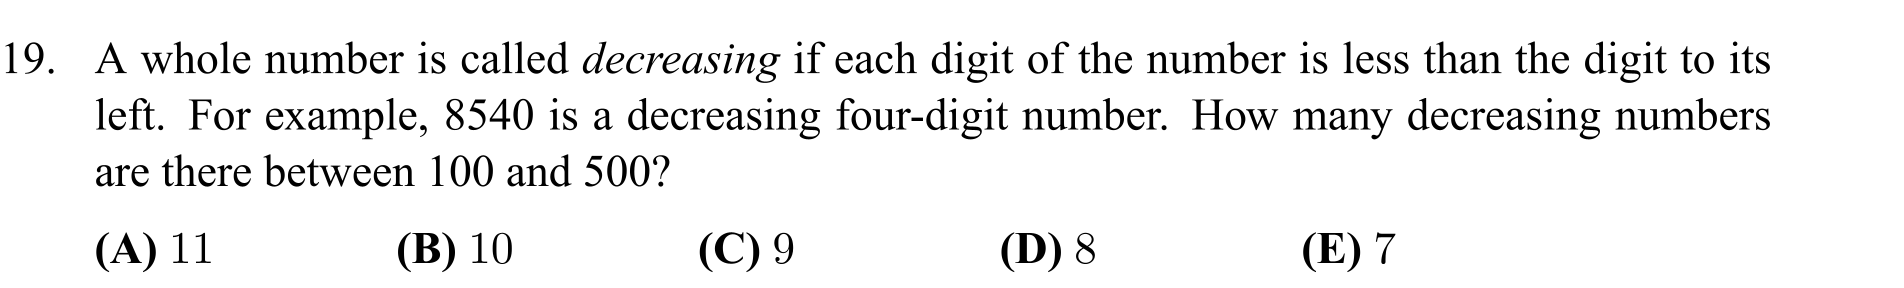 19. A whole number is called decreasing if each digit of the number is less than the digit to its
left. For example, 8540 is a decreasing four-digit number. How many decreasing numbers
are there between 100 and 500?
(A) 11 (B) 10 (C) 9 (D) 8 (E) 7